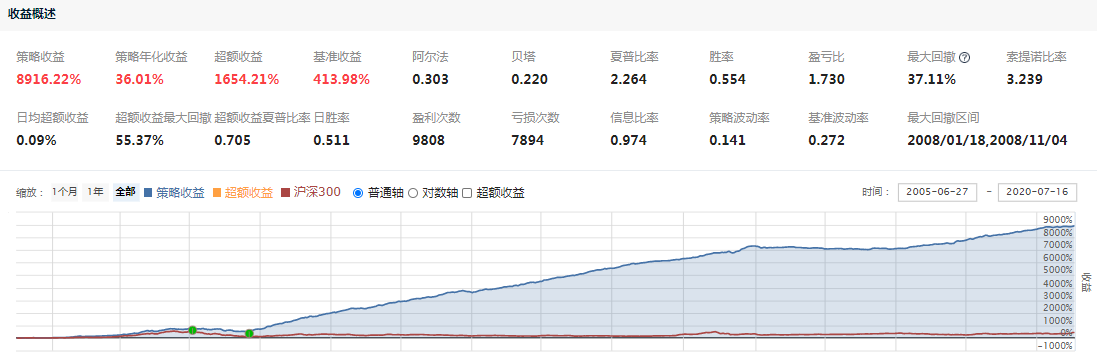 收益概述
策略收益 策略年化收益 超额收益 基准收益 阿尔法 贝塔 夏普比率 胜率 盈亏比 最大回撤 ? 索提诺比率
8916.22% 36.01% 1654.21% 413.98% 0.303 0.220 2.264 0.554 1.730 37.11% 3.239
日均超额收益 超额收益最大回撤 超额收益夏普比率 日胜率 盈利次数 亏损次数 信息比率 策略波动率 基准波动率 最大回撤区间
0.09% 55.37% 0.705 0.511 9808 7894 0.974 0.141 0.272 2008/01/18,2008/11/04
缩放： 1个月 1年 全部 策略收益 超额收益 沪深300 普通轴 对数轴 超额收益 时间： 2005-06-27 - 2020-07-16
9000%
8000%
7000%
6000%
5000%
4000%
3000%
2000%
1000%
0%
-1000%
收益